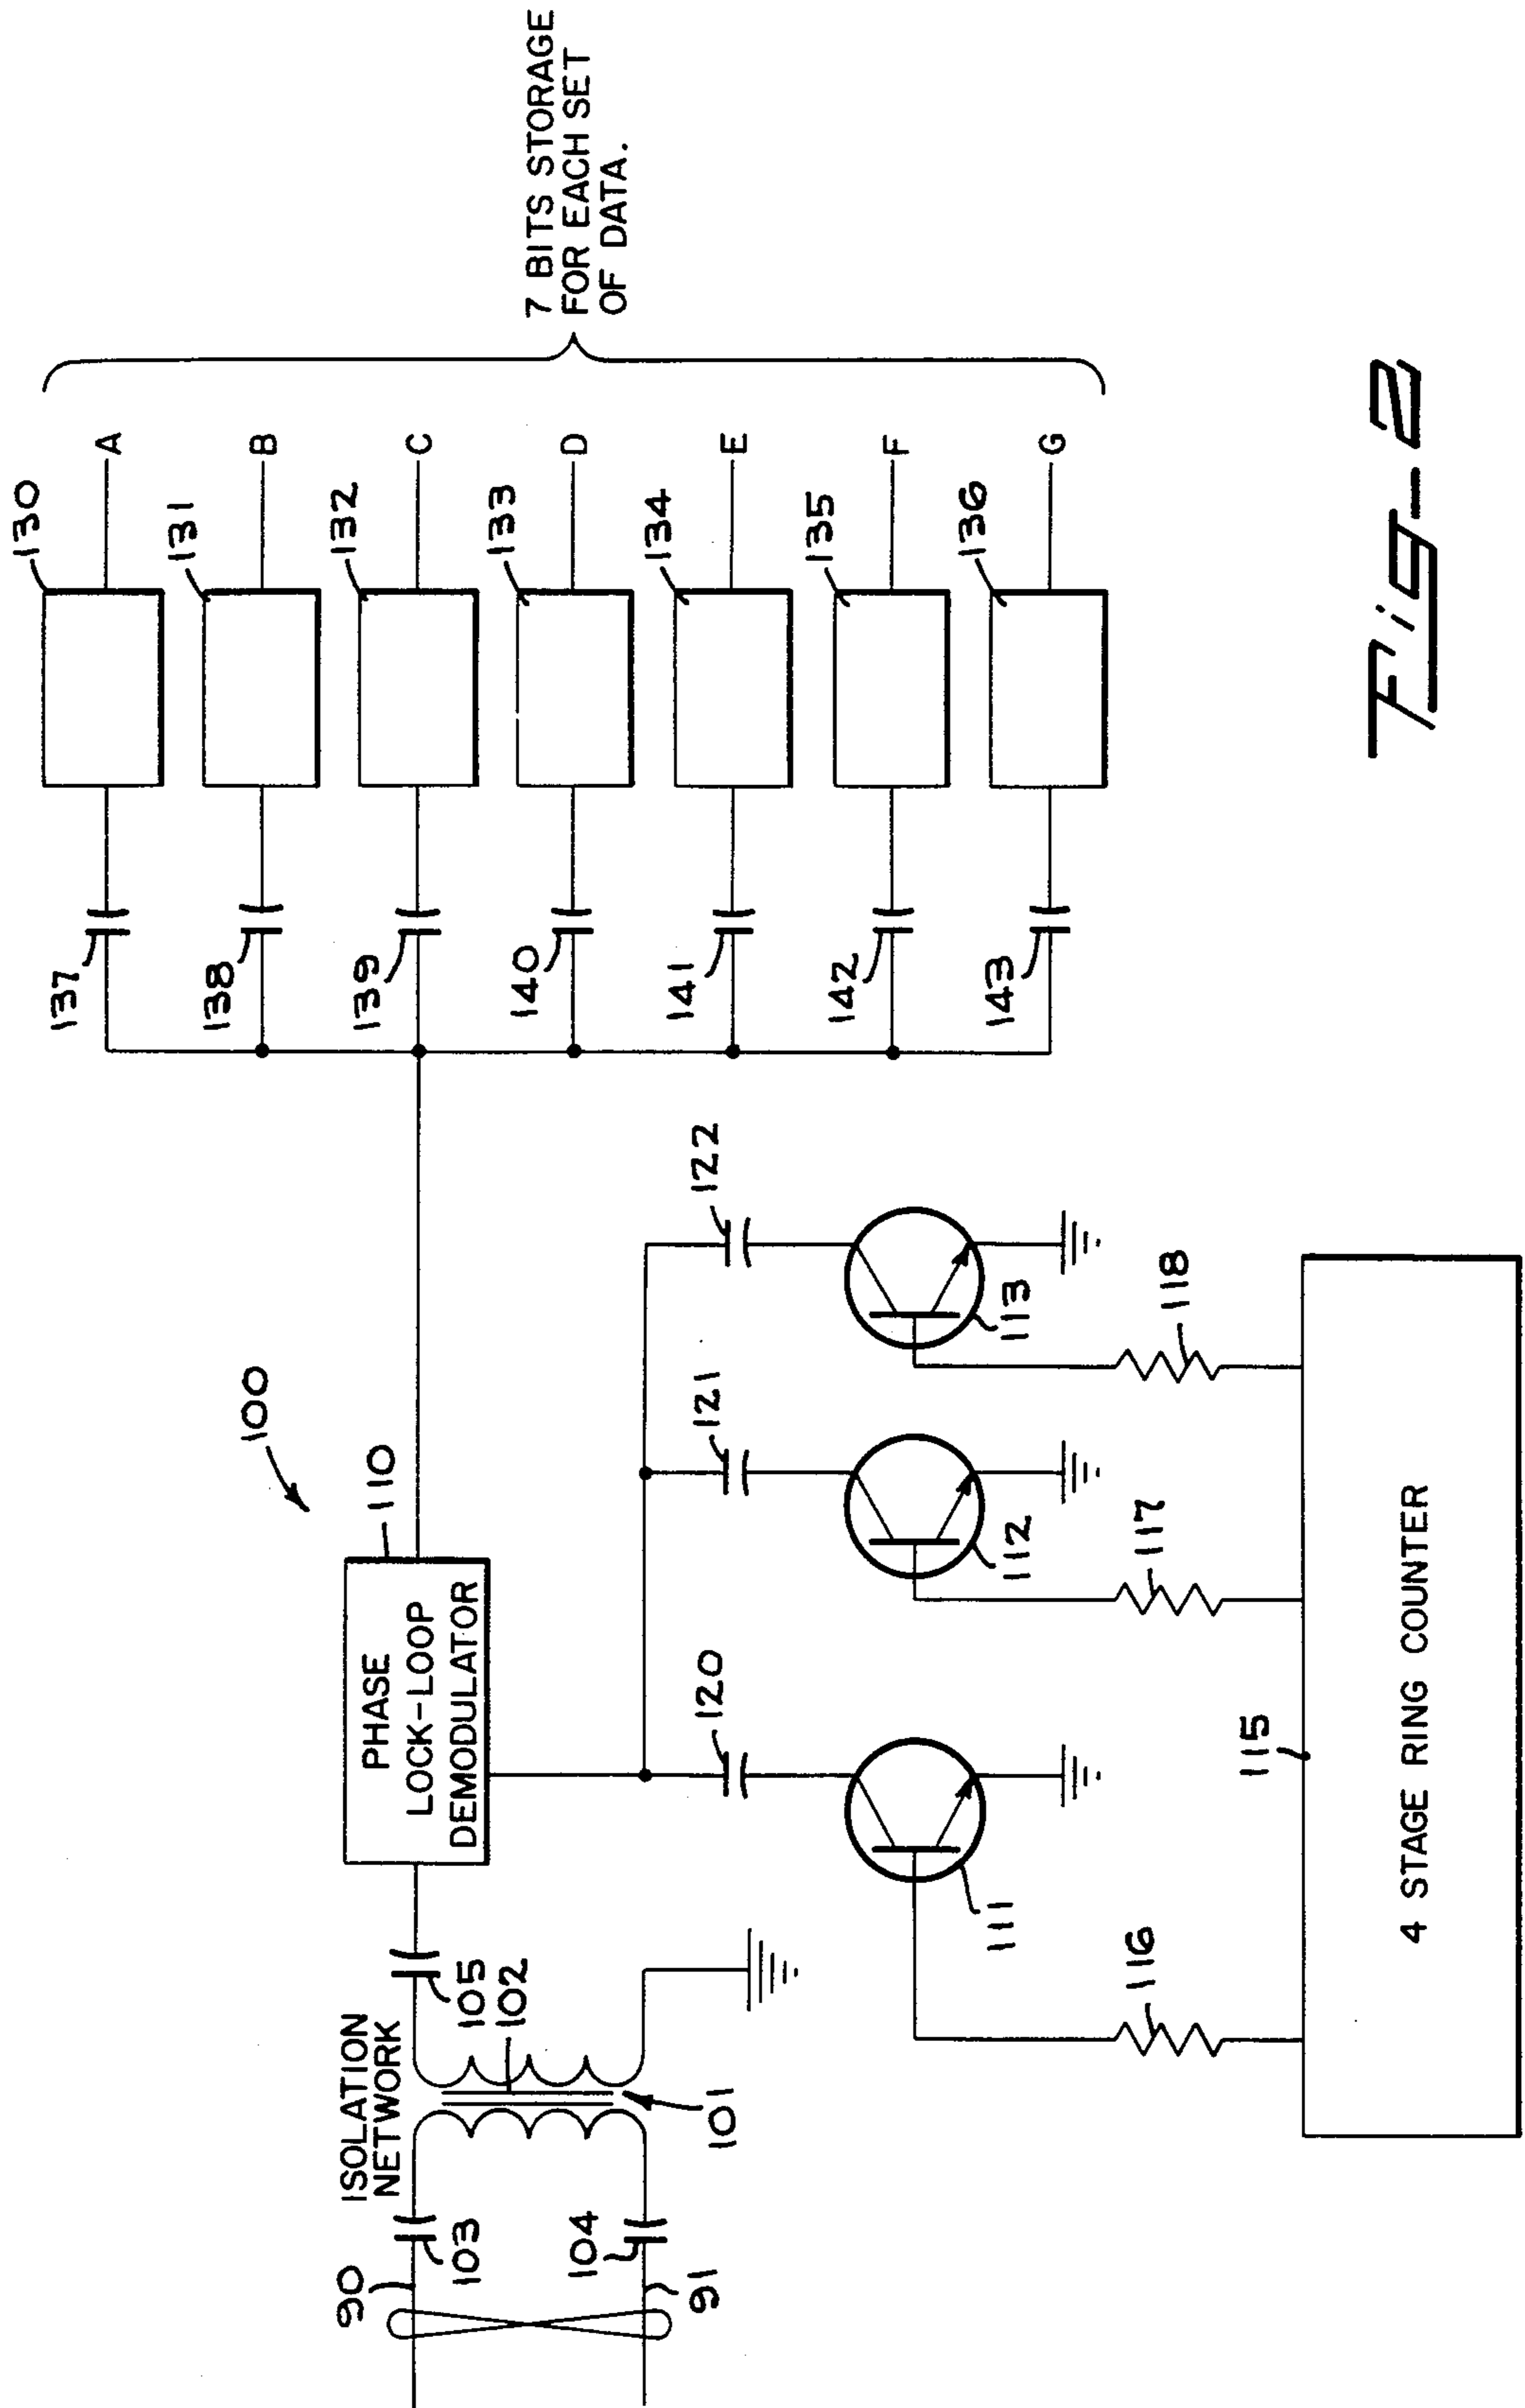 100
90
91
103
104
ISOLATION
NETWORK
101
102
105
PHASE
LOCK-LOOP
DEMODULATOR
110
120
121
122
111
112
113
116
117
118
115
4 STAGE RING COUNTER
137
138
139
140
141
142
143
130
131
132
133
134
135
136
A
B
C
D
E
F
G
7 BITS STORAGE
FOR EACH SET
OF DATA.
Fig-2